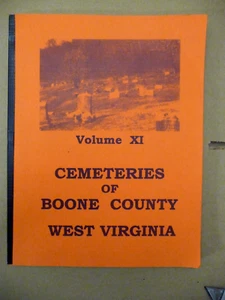 Volume XI
CEMETERIES
OF
BOONE COUNTY
WEST VIRGINIA